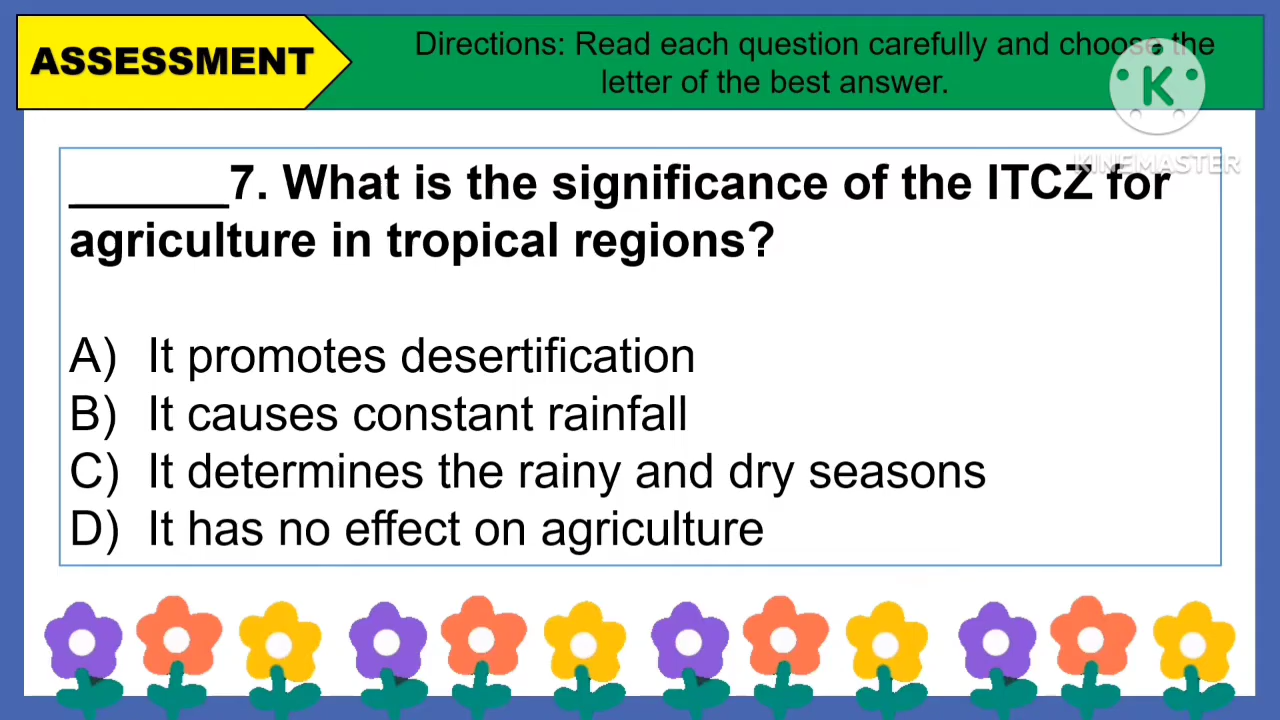 ASSESSMENT
Directions: Read each question carefully and choose the
letter of the best answer.
K
KINEMASTER
______7. What is the significance of the ITCZ for
agriculture in tropical regions?
A) It promotes desertification
B) It causes constant rainfall
C) It determines the rainy and dry seasons
D) It has no effect on agriculture